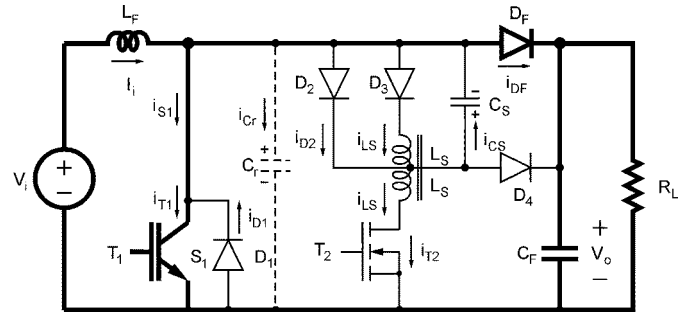 L_F
I_i
V_i
+
−
i_S1
i_T1
T_1
S_1
i_D1
D_1
i_Cr
+
C_r
−
D_2
i_D2
D_3
i_LS
L_S
L_S
i_LS
T_2
i_T2
−
C_S
+
i_CS
D_4
D_F
i_DF
C_F
+
V_o
−
R_L